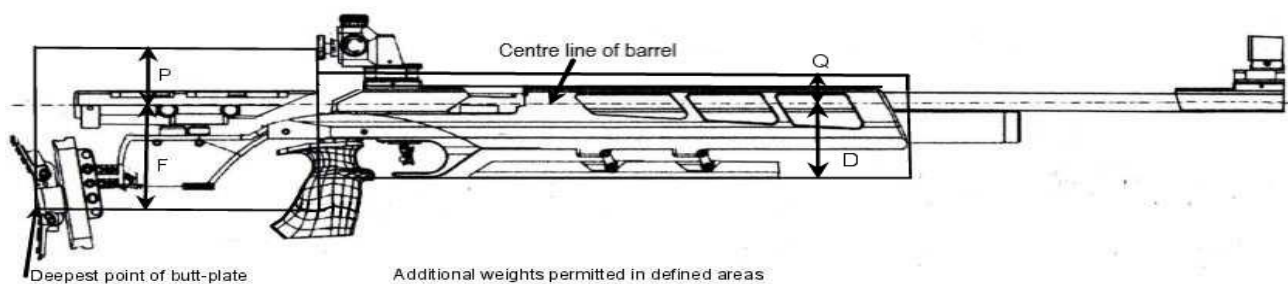 Centre line of barrel
P
Q
F
D
Deepest point of butt-plate
Additional weights permitted in defined areas